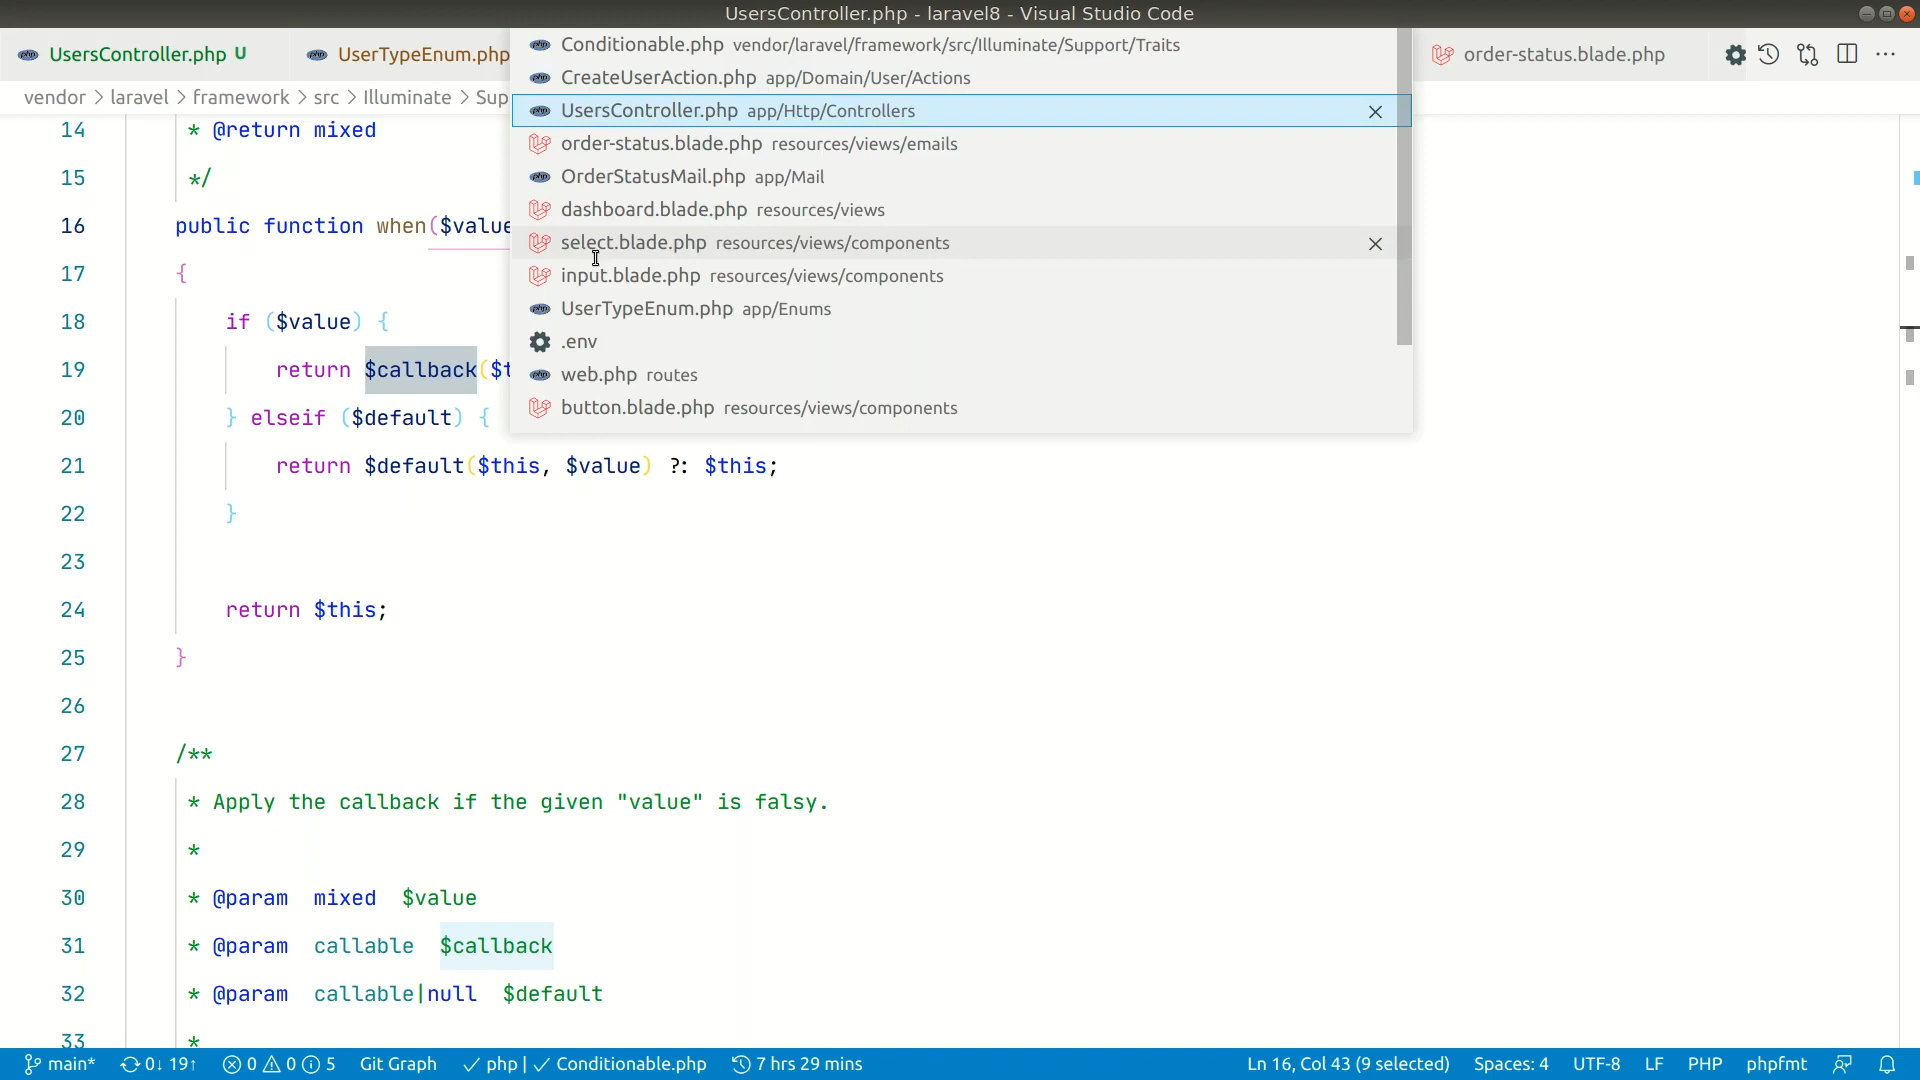 UsersController.php - laravel8 - Visual Studio Code
UsersController.php U
UserTypeEnum.php
order-status.blade.php
vendor > laravel > framework > src > Illuminate > Sup
Conditionable.php vendor/laravel/framework/src/Illuminate/Support/Traits
CreateUserAction.php app/Domain/User/Actions
UsersController.php app/Http/Controllers
order-status.blade.php resources/views/emails
OrderStatusMail.php app/Mail
dashboard.blade.php resources/views
select.blade.php resources/views/components
input.blade.php resources/views/components
UserTypeEnum.php app/Enums
.env
web.php routes
button.blade.php resources/views/components
14 * @return mixed
15 */
16 public function when($value
17 {
18 if ($value) {
19 return $callback($t
20 } elseif ($default) {
21 return $default($this, $value) ?: $this;
22 }
23
24 return $this;
25 }
26
27 /**
28 * Apply the callback if the given "value" is falsy.
29 *
30 * @param mixed $value
31 * @param callable $callback
32 * @param callable|null $default
33 *
main* 0↓ 19↑ 0 0 5 Git Graph ✓ php | ✓ Conditionable.php 7 hrs 29 mins Ln 16, Col 43 (9 selected) Spaces: 4 UTF-8 LF PHP phpfmt